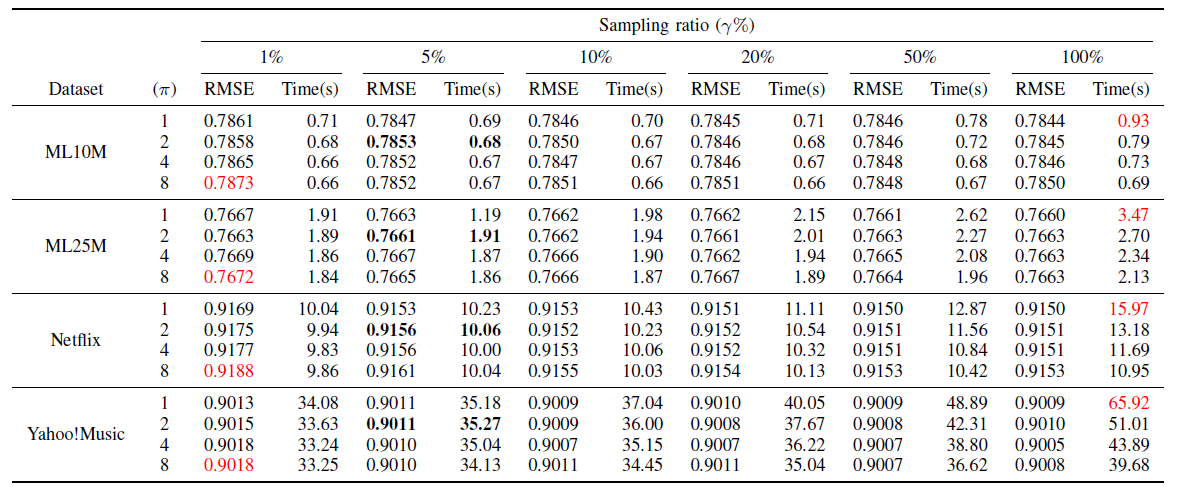 Sampling ratio (γ%)
1% 5% 10% 20% 50% 100%
Dataset (π) RMSE Time(s) RMSE Time(s) RMSE Time(s) RMSE Time(s) RMSE Time(s) RMSE Time(s)
1 0.7861 0.71 0.7847 0.69 0.7846 0.70 0.7845 0.71 0.7846 0.78 0.7844 0.93
ML10M
2 0.7858 0.68 0.7853 0.68 0.7850 0.67 0.7846 0.68 0.7846 0.72 0.7845 0.79
4 0.7865 0.66 0.7852 0.67 0.7847 0.67 0.7846 0.67 0.7848 0.68 0.7846 0.73
8 0.7873 0.66 0.7852 0.67 0.7851 0.66 0.7851 0.66 0.7848 0.67 0.7850 0.69
1 0.7667 1.91 0.7663 1.19 0.7662 1.98 0.7662 2.15 0.7661 2.62 0.7660 3.47
ML25M
2 0.7663 1.89 0.7661 1.91 0.7662 1.94 0.7661 2.01 0.7663 2.27 0.7663 2.70
4 0.7669 1.86 0.7667 1.87 0.7666 1.90 0.7662 1.94 0.7665 2.08 0.7663 2.34
8 0.7672 1.84 0.7665 1.86 0.7666 1.87 0.7667 1.89 0.7664 1.96 0.7663 2.13
1 0.9169 10.04 0.9153 10.23 0.9153 10.43 0.9151 11.11 0.9150 12.87 0.9150 15.97
Netflix
2 0.9175 9.94 0.9156 10.06 0.9152 10.23 0.9152 10.54 0.9151 11.56 0.9151 13.18
4 0.9177 9.83 0.9156 10.00 0.9153 10.06 0.9152 10.32 0.9151 10.84 0.9151 11.69
8 0.9188 9.86 0.9161 10.04 0.9155 10.03 0.9154 10.13 0.9153 10.42 0.9153 10.95
1 0.9013 34.08 0.9011 35.18 0.9009 37.04 0.9010 40.05 0.9009 48.89 0.9009 65.92
Yahoo!Music
2 0.9015 33.63 0.9011 35.27 0.9009 36.00 0.9008 37.67 0.9008 42.31 0.9010 51.01
4 0.9018 33.24 0.9010 35.04 0.9007 35.15 0.9007 36.22 0.9007 38.80 0.9005 43.89
8 0.9018 33.25 0.9010 34.13 0.9011 34.45 0.9011 35.04 0.9007 36.62 0.9008 39.68